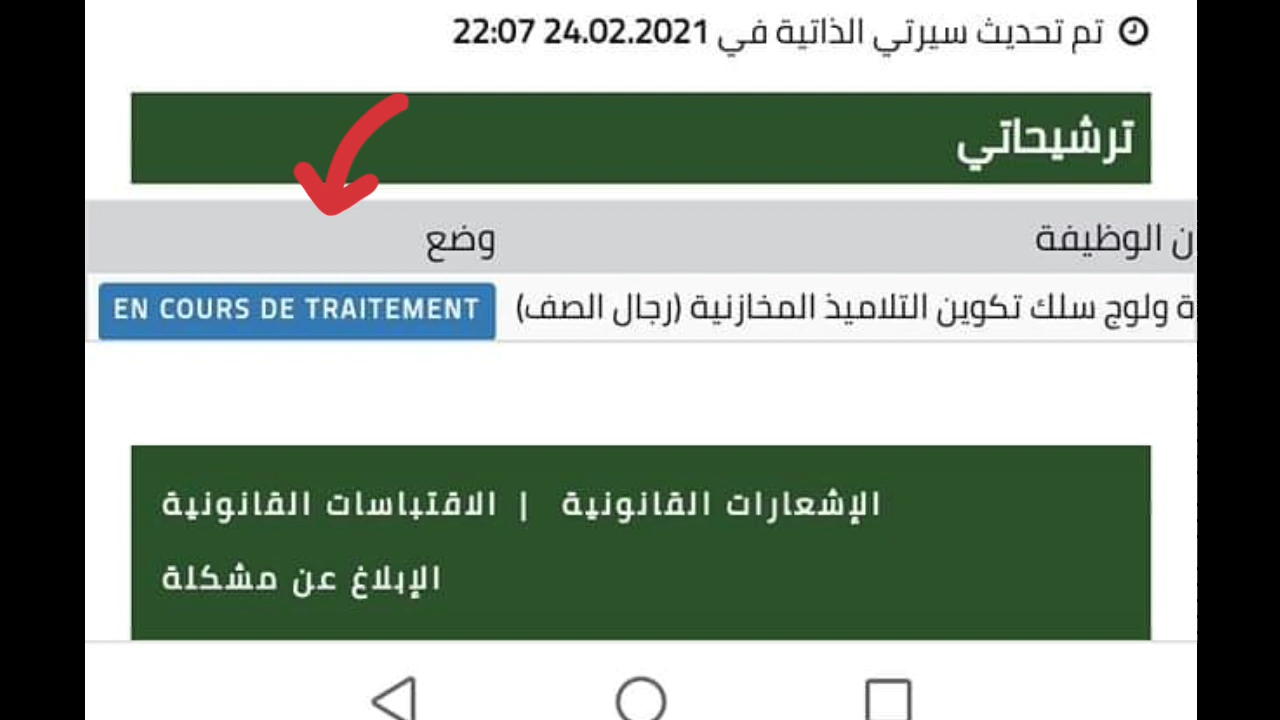 تم تحديث سيرتي الذاتية في 24.02.2021 22:07
ترشيحاتي
ن الوظيفة وضع
ة ولوج سلك تكوين التلاميذ المخازنية (رجال الصف) EN COURS DE TRAITEMENT
الإشعارات القانونية | الاقتباسات القانونية
الإبلاغ عن مشكلة